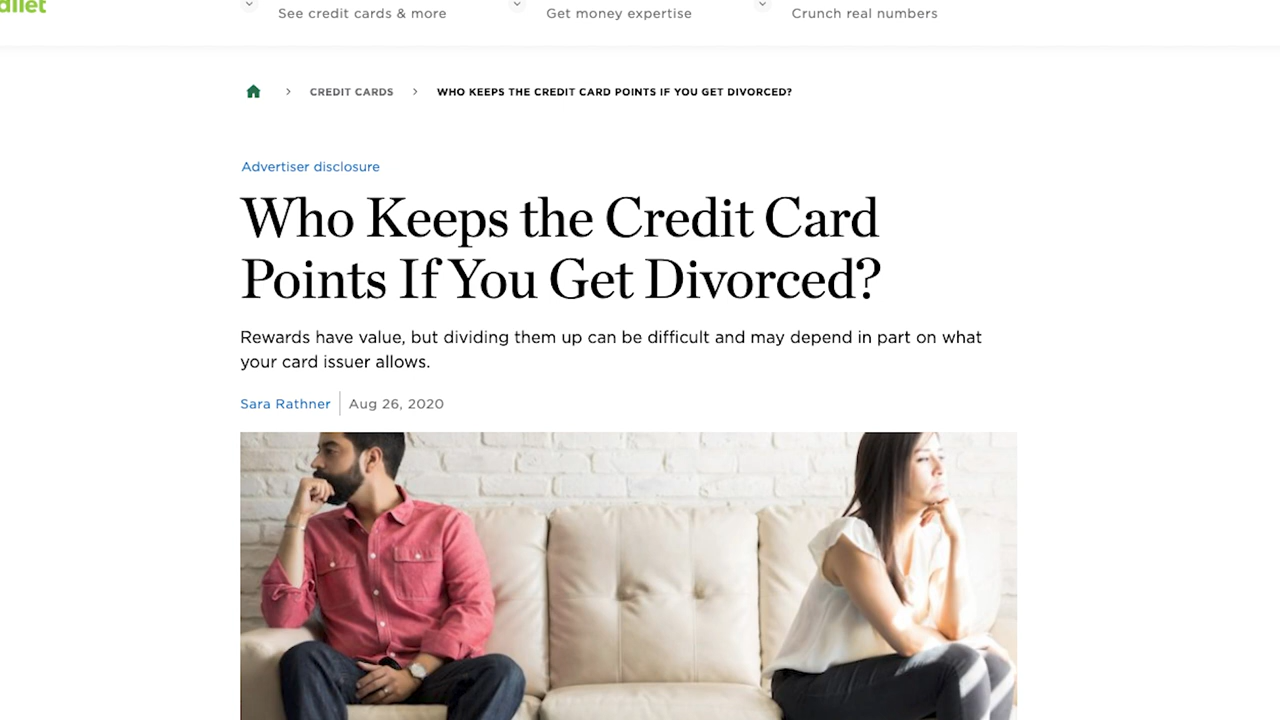 allet
See credit cards & more
Get money expertise
Crunch real numbers
CREDIT CARDS > WHO KEEPS THE CREDIT CARD POINTS IF YOU GET DIVORCED?
Advertiser disclosure
Who Keeps the Credit Card
Points If You Get Divorced?
Rewards have value, but dividing them up can be difficult and may depend in part on what
your card issuer allows.
Sara Rathner | Aug 26, 2020